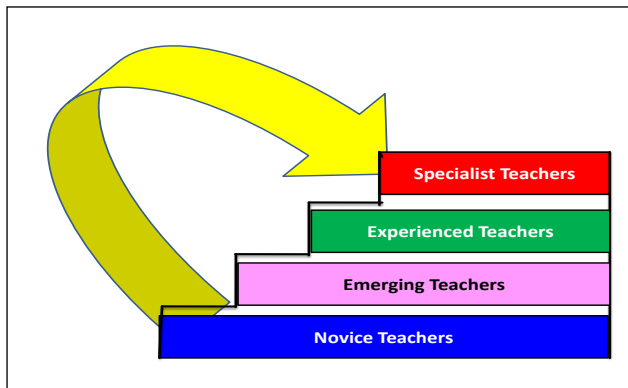 Specialist Teachers
Experienced Teachers
Emerging Teachers
Novice Teachers